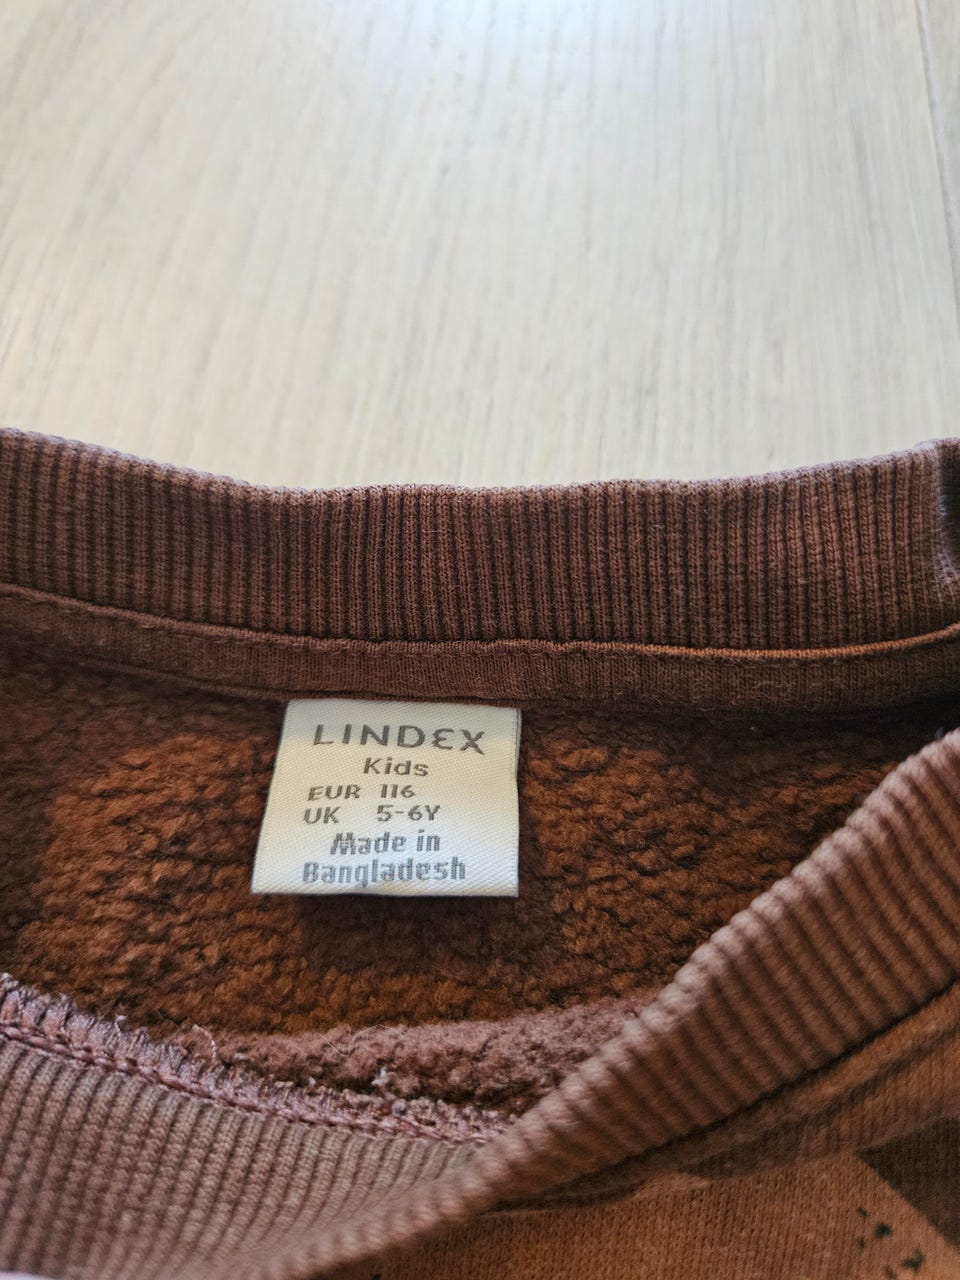 LINDEX
Kids
EUR 116
UK 5-6Y
Made in
Bangladesh